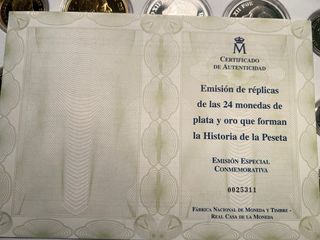 M
CERTIFICADO
DE AUTENTICIDAD
Emisión de réplicas
de las 24 monedas de
plata y oro que forman
la Historia de la Peseta
EMISIÓN ESPECIAL
CONMEMORATIVA
0025311
FÁBRICA NACIONAL DE MONEDA Y TIMBRE -
REAL CASA DE LA MONEDA